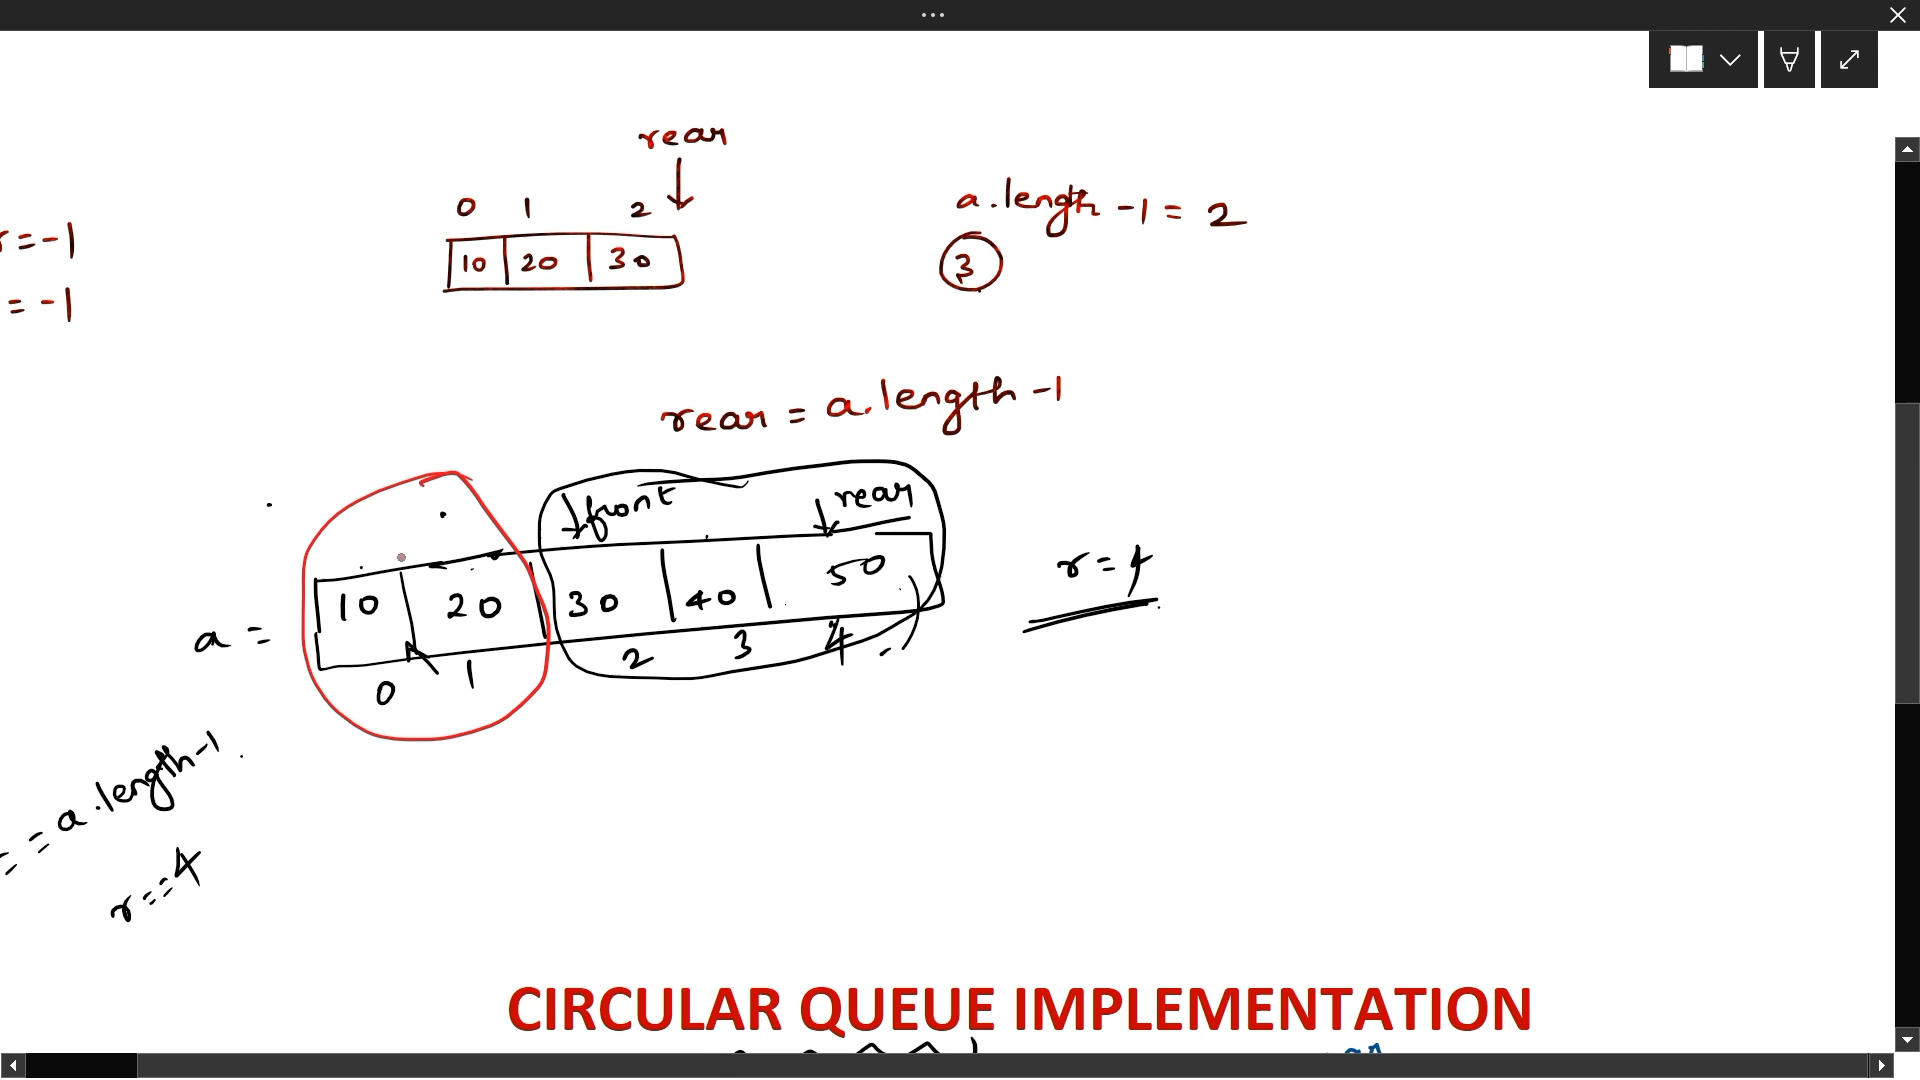 rear
0 1 2
10 20 30
r=-1
= -1
a.length -1 = 2
3
rear = a.length -1
front rear
a = 10 20 30 40 50
0 1 2 3 4
r=4
= = a.length-1
r==4
CIRCULAR QUEUE IMPLEMENTATION